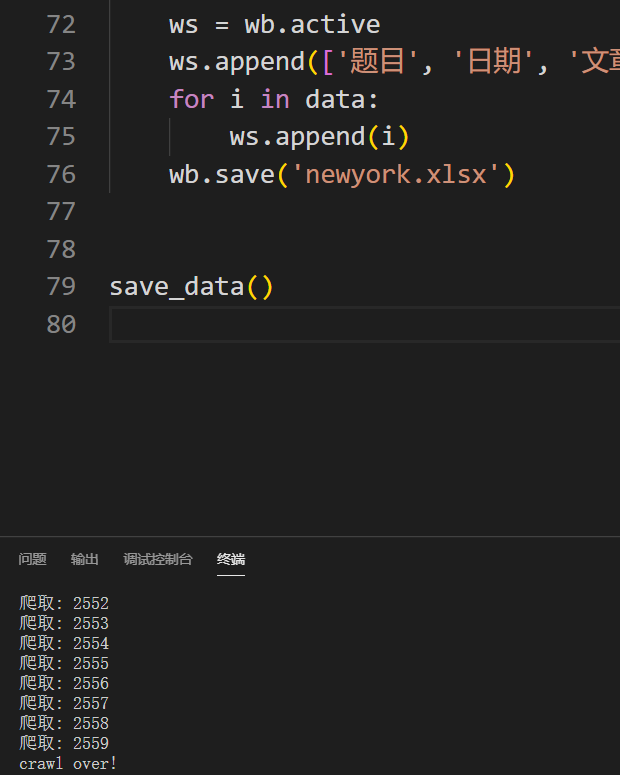 72 ws = wb.active
73 ws.append(['题目', '日期', '文章
74 for i in data:
75 ws.append(i)
76 wb.save('newyork.xlsx')
77
78
79 save_data()
80
问题 输出 调试控制台 终端
爬取: 2552
爬取: 2553
爬取: 2554
爬取: 2555
爬取: 2556
爬取: 2557
爬取: 2558
爬取: 2559
crawl over!